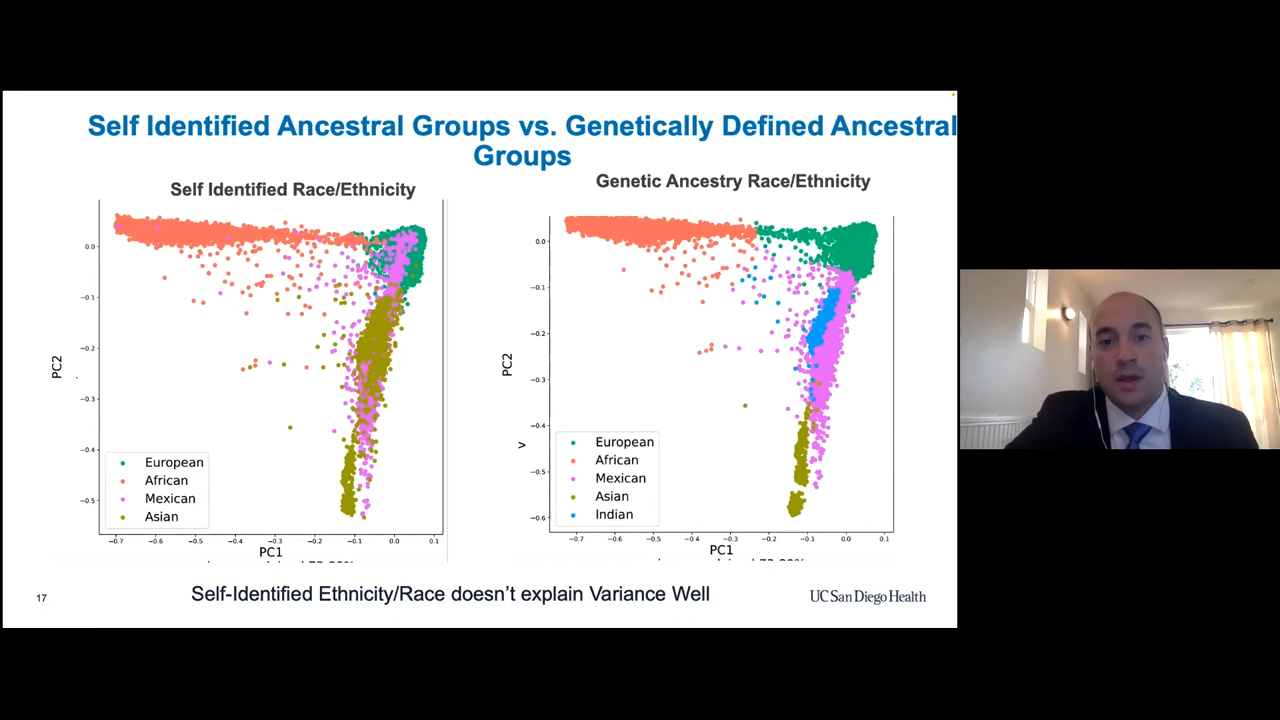 Self Identified Ancestral Groups vs. Genetically Defined Ancestral
Groups
Self Identified Race/Ethnicity
PC2
0.0
−0.1
−0.2
−0.3
−0.4
−0.5
European
African
Mexican
Asian
−0.7
−0.6
−0.5
−0.4
−0.3
−0.2
−0.1
0.0
0.1
PC1
Genetic Ancestry Race/Ethnicity
PC2
v
0.0
−0.1
−0.2
−0.3
−0.4
−0.5
−0.6
European
African
Mexican
Asian
Indian
−0.7
−0.6
−0.5
−0.4
−0.3
−0.2
−0.1
0.0
0.1
PC1
Self-Identified Ethnicity/Race doesn’t explain Variance Well
17
UC San Diego Health